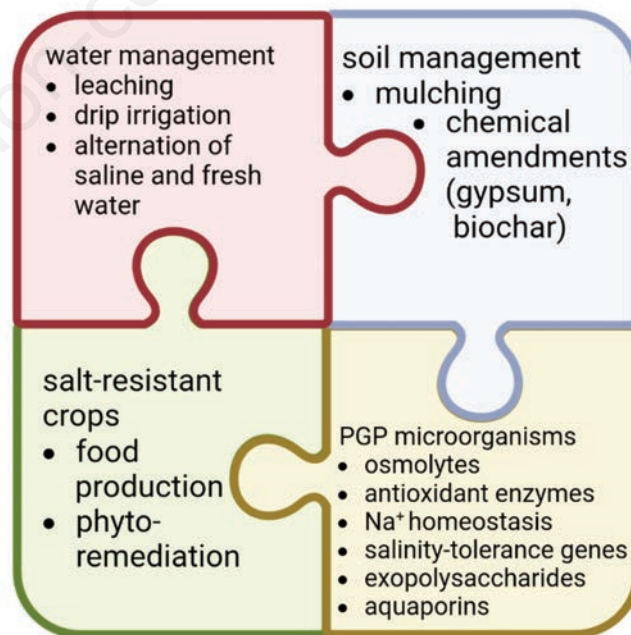 water management
• leaching
• drip irrigation
• alternation of
saline and fresh
water
soil management
• mulching
• chemical
amendments
(gypsum,
biochar)
salt-resistant
crops
• food
production
• phyto-
remediation
PGP microorganisms
• osmolytes
• antioxidant enzymes
• Na⁺ homeostasis
• salinity-tolerance genes
• exopolysaccharides
• aquaporins